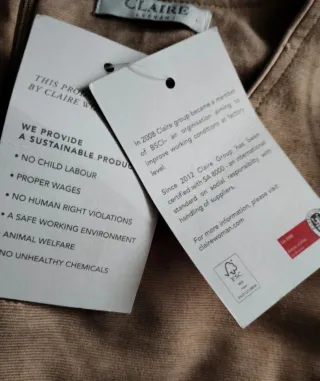 CLAIRE
THIS PRO
BY CLAIRE W
WE PROVIDE
A SUSTAINABLE PRODU
• NO CHILD LABOUR
• PROPER WAGES
• NO HUMAN RIGHT VIOLATIONS
• A SAFE WORKING ENVIRONMENT
ANIMAL WELFARE
NO UNHEALTHY CHEMICALS
In 2008 Claire group became a member
of BSCI- an organisation aiming to
improve working conditions at factory
level.
Since 2012 Claire Group has been
certified with SA 8000 - an international
standard on social responsibility with
handling of suppliers.
For more information, please visit
clairewoman.com
FSC